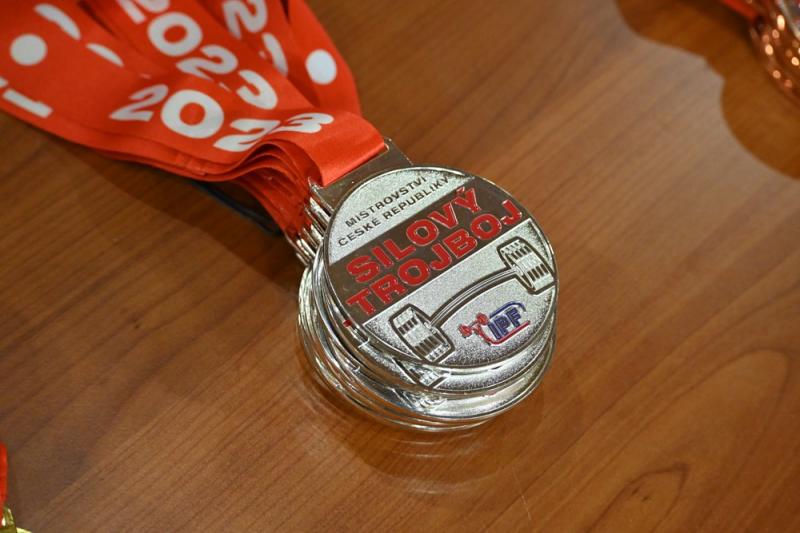 2023
2023
2023
MISTROVSTVÍ
ČESKÉ REPUBLIKY
SILOVÝ
TROJBOJ
IPF